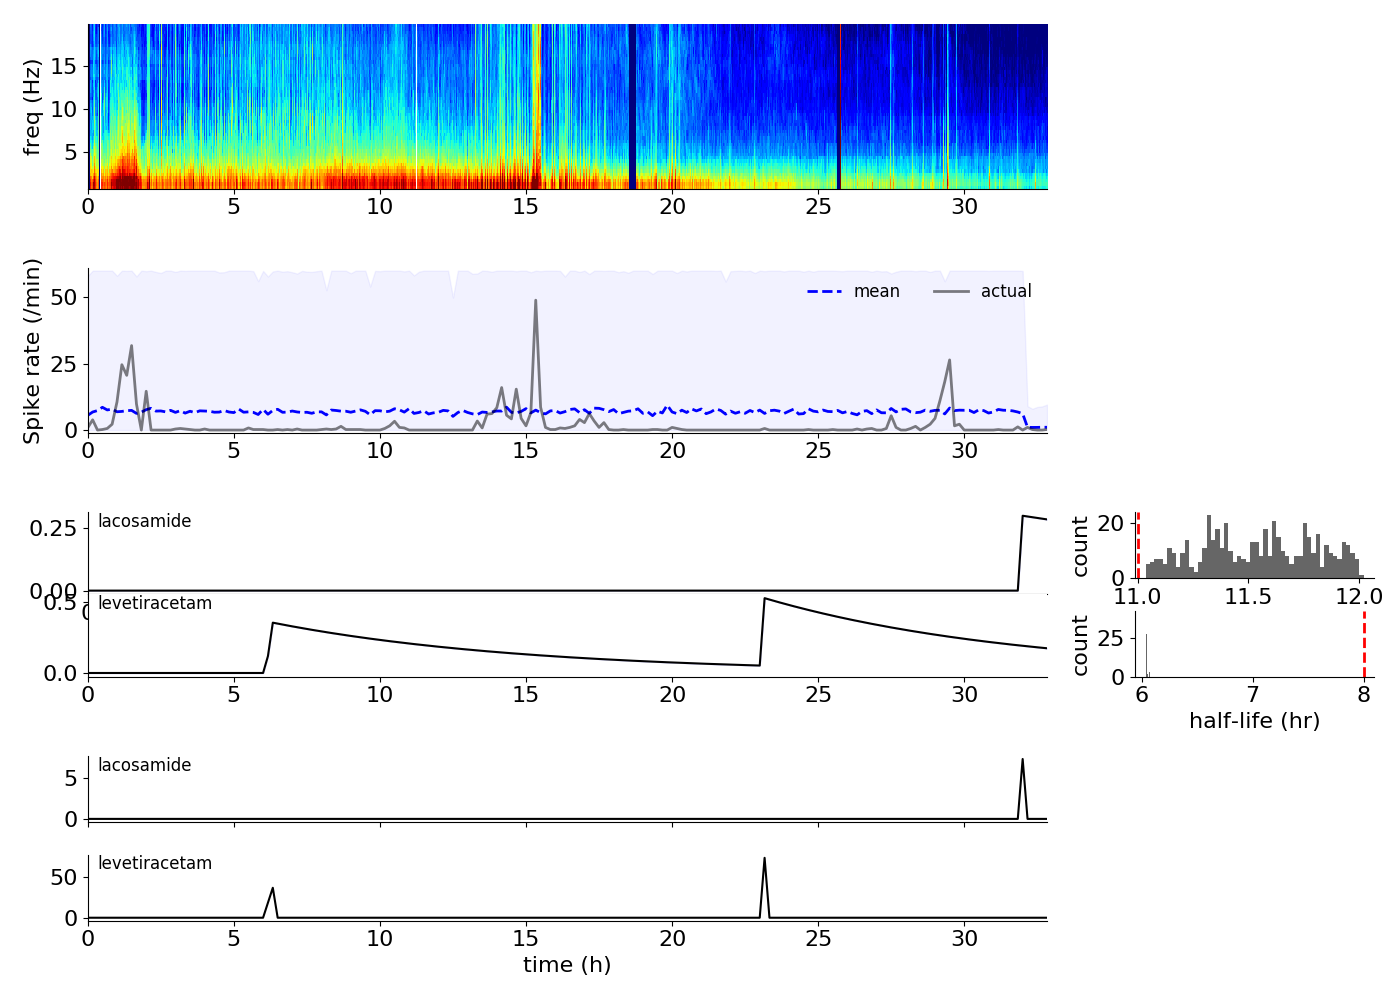 freq (Hz)
15
10
5
0 5 10 15 20 25 30
Spike rate (/min)
50
25
0
mean actual
0 5 10 15 20 25 30
lacosamide
0.25
0.00
count
20
0
11.0 11.5 12.0
levetiracetam
0.5
0.0
0 5 10 15 20 25 30
count
25
0
6 7 8
half-life (hr)
lacosamide
5
0
levetiracetam
50
0
0 5 10 15 20 25 30
time (h)